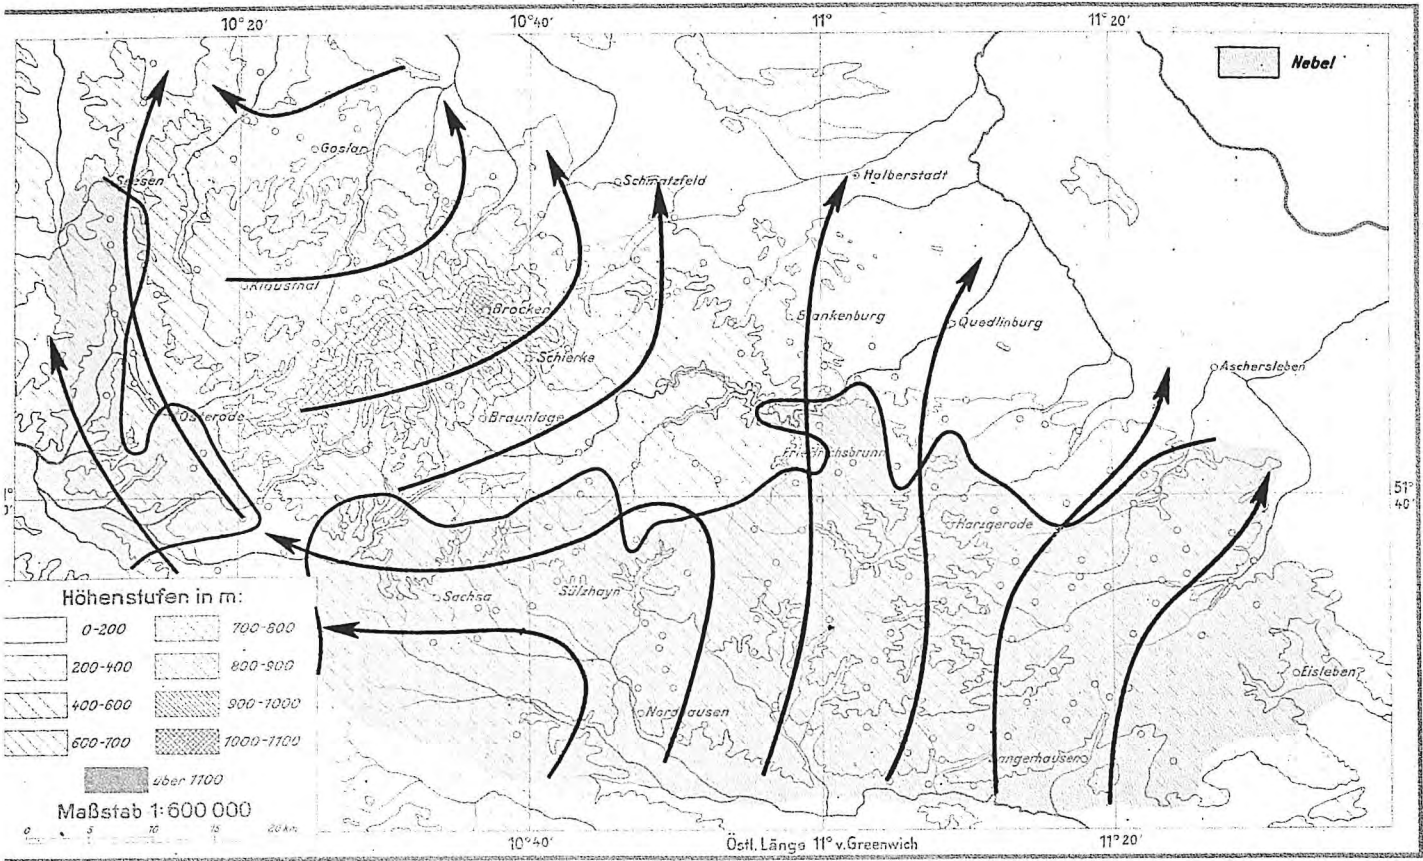 10° 20'
10° 40'
11°
11° 20'
Nebel
Goslar
Seesen
Schmatzfeld
Halberstadt
Klausthal
Brocken
Blankenburg
Quedlinburg
Schierke
Aschersleben
Osterode
Braunlage
Friedrichsbrunn
51°
40'
Harzgerode
Sachsa
Sülzhayn
Eisleben
Nordhausen
Sangerhausen
Höhenstufen in m:
0-200
700-800
200-400
800-900
400-600
900-1000
600-700
1000-1100
über 1100
Maßstab 1:600 000
0 5 10 15 20 km
10° 40'
Östl. Länge 11° v. Greenwich
11° 20'